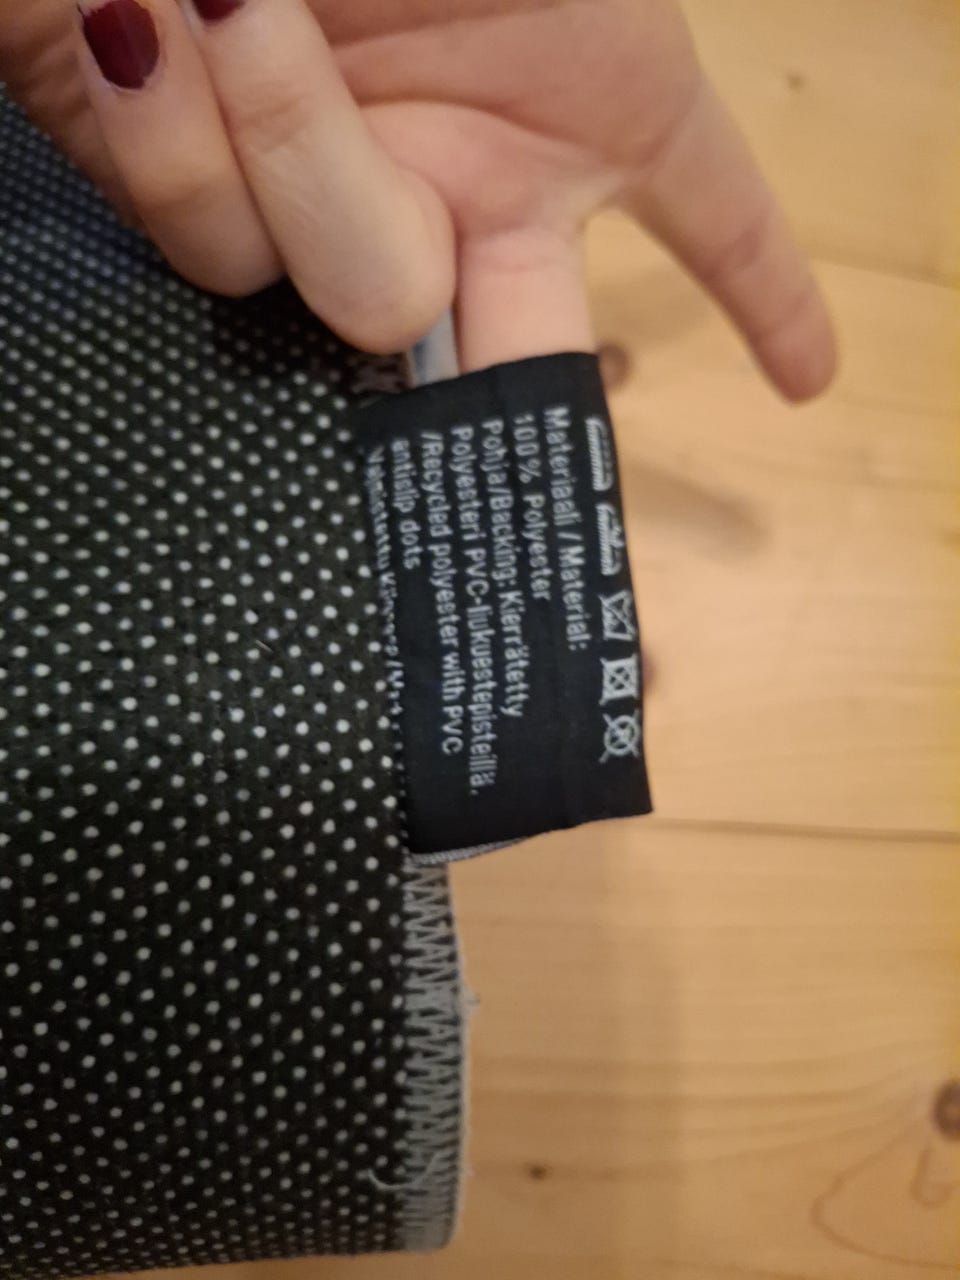 Materiaali / Material:
100% Polyester
Pohja/Backing: Kierrätetty
Polyesteri PVC-liukuestepisteillä.
/Recycled polyester with PVC
antislip dots